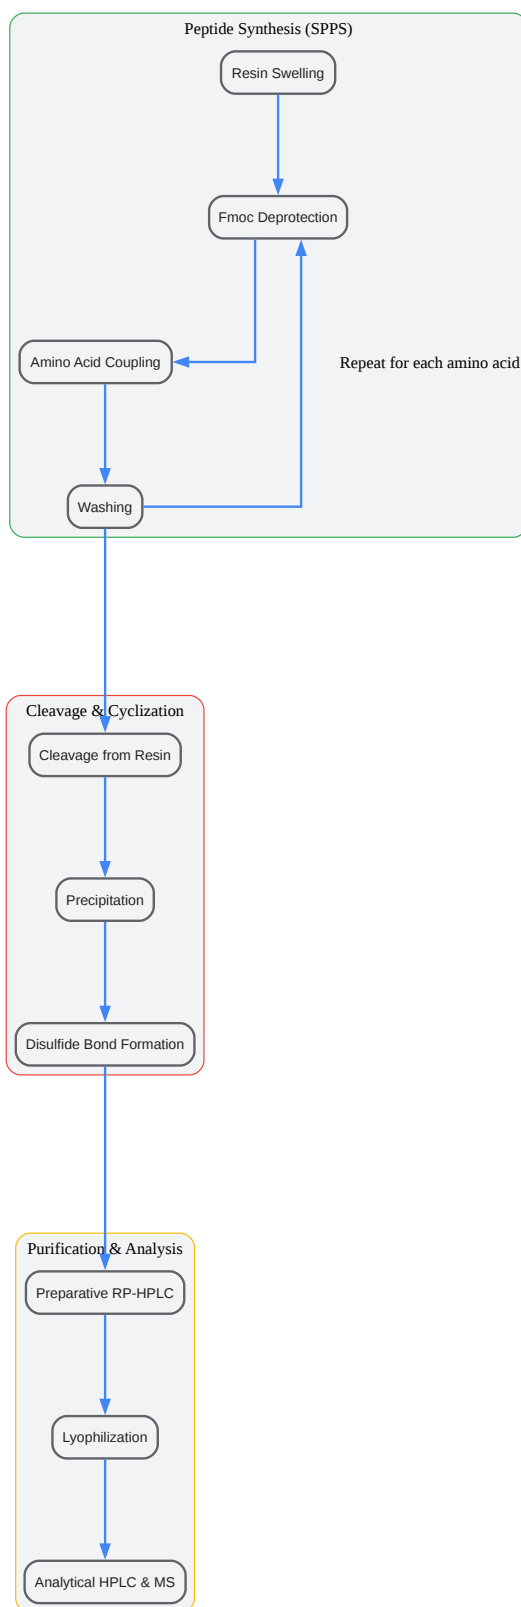 Peptide Synthesis (SPPS)
Resin Swelling
Fmoc Deprotection
Amino Acid Coupling
Repeat for each amino acid
Washing
Cleavage & Cyclization
Cleavage from Resin
Precipitation
Disulfide Bond Formation
Purification & Analysis
Preparative RP-HPLC
Lyophilization
Analytical HPLC & MS